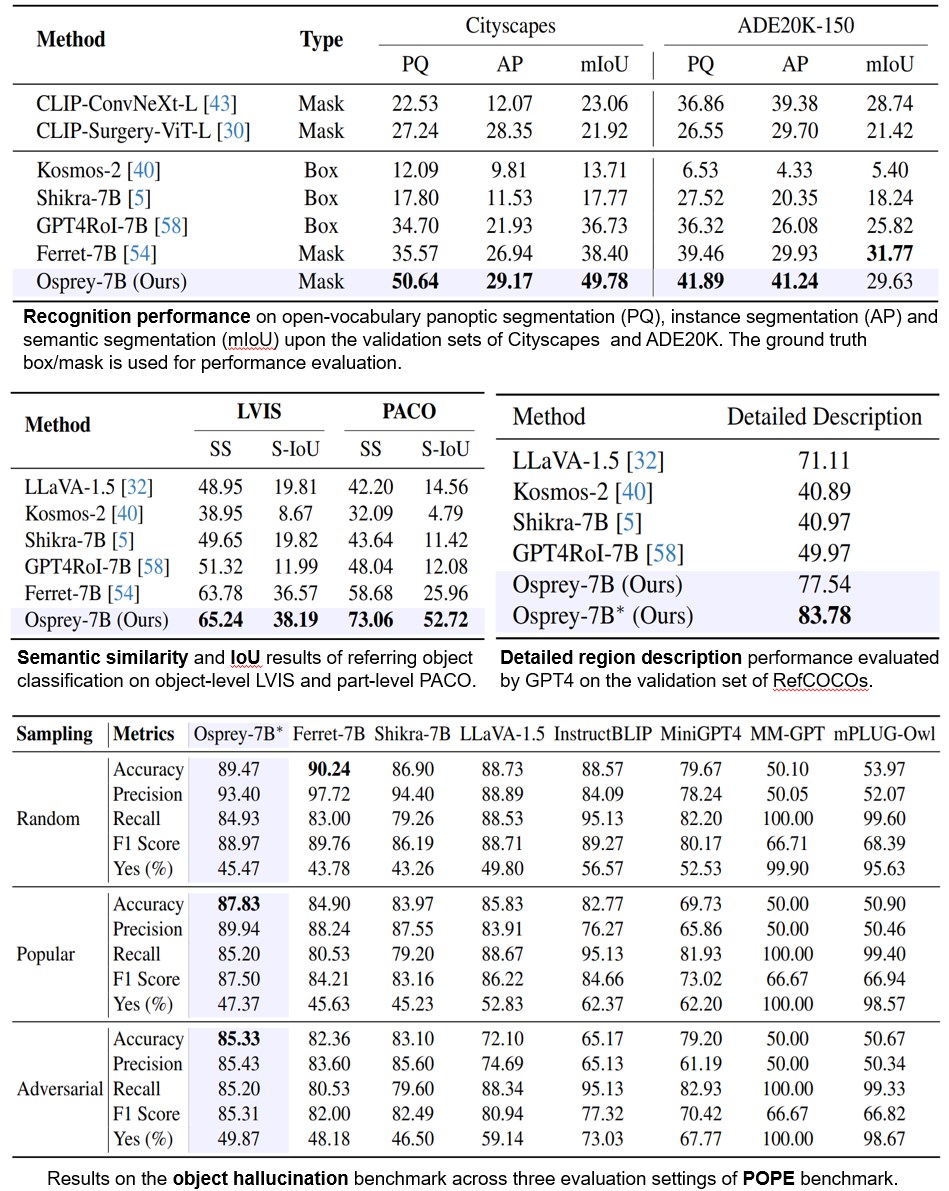 Method Type Cityscapes ADE20K-150
PQ AP mIoU PQ AP mIoU
CLIP-ConvNeXt-L [43] Mask 22.53 12.07 23.06 36.86 39.38 28.74
CLIP-Surgery-ViT-L [30] Mask 27.24 28.35 21.92 26.55 29.70 21.42
Kosmos-2 [40] Box 12.09 9.81 13.71 6.53 4.33 5.40
Shikra-7B [5] Box 17.80 11.53 17.77 27.52 20.35 18.24
GPT4RoI-7B [58] Box 34.70 21.93 36.73 36.32 26.08 25.82
Ferret-7B [54] Mask 35.57 26.94 38.40 39.46 29.93 31.77
Osprey-7B (Ours) Mask 50.64 29.17 49.78 41.89 41.24 29.63
Recognition performance on open-vocabulary panoptic segmentation (PQ), instance segmentation (AP) and
semantic segmentation (mIoU) upon the validation sets of Cityscapes and ADE20K. The ground truth
box/mask is used for performance evaluation.
Method LVIS PACO
SS S-IoU SS S-IoU
LLaVA-1.5 [32] 48.95 19.81 42.20 14.56
Kosmos-2 [40] 38.95 8.67 32.09 4.79
Shikra-7B [5] 49.65 19.82 43.64 11.42
GPT4RoI-7B [58] 51.32 11.99 48.04 12.08
Ferret-7B [54] 63.78 36.57 58.68 25.96
Osprey-7B (Ours) 65.24 38.19 73.06 52.72
Semantic similarity and IoU results of referring object
classification on object-level LVIS and part-level PACO.
Method Detailed Description
LLaVA-1.5 [32] 71.11
Kosmos-2 [40] 40.89
Shikra-7B [5] 40.97
GPT4RoI-7B [58] 49.97
Osprey-7B (Ours) 77.54
Osprey-7B* (Ours) 83.78
Detailed region description performance evaluated
by GPT4 on the validation set of RefCOCOs.
Sampling Metrics Osprey-7B* Ferret-7B Shikra-7B LLaVA-1.5 InstructBLIP MiniGPT4 MM-GPT mPLUG-Owl
Accuracy 89.47 90.24 86.90 88.73 88.57 79.67 50.10 53.97
Precision 93.40 97.72 94.40 88.89 84.09 78.24 50.05 52.07
Random Recall 84.93 83.00 79.26 88.53 95.13 82.20 100.00 99.60
F1 Score 88.97 89.76 86.19 88.71 89.27 80.17 66.71 68.39
Yes (%) 45.47 43.78 43.26 49.80 56.57 52.53 99.90 95.63
Accuracy 87.83 84.90 83.97 85.83 82.77 69.73 50.00 50.90
Precision 89.94 88.24 87.55 83.91 76.27 65.86 50.00 50.46
Popular Recall 85.20 80.53 79.20 88.67 95.13 81.93 100.00 99.40
F1 Score 87.50 84.21 83.16 86.22 84.66 73.02 66.67 66.94
Yes (%) 47.37 45.63 45.23 52.83 62.37 62.20 100.00 98.57
Accuracy 85.33 82.36 83.10 72.10 65.17 79.20 50.00 50.67
Precision 85.43 83.60 85.60 74.69 65.13 61.19 50.00 50.34
Adversarial Recall 85.20 80.53 79.60 88.34 95.13 82.93 100.00 99.33
F1 Score 85.31 82.00 82.49 80.94 77.32 70.42 66.67 66.82
Yes (%) 49.87 48.18 46.50 59.14 73.03 67.77 100.00 98.67
Results on the object hallucination benchmark across three evaluation settings of POPE benchmark.